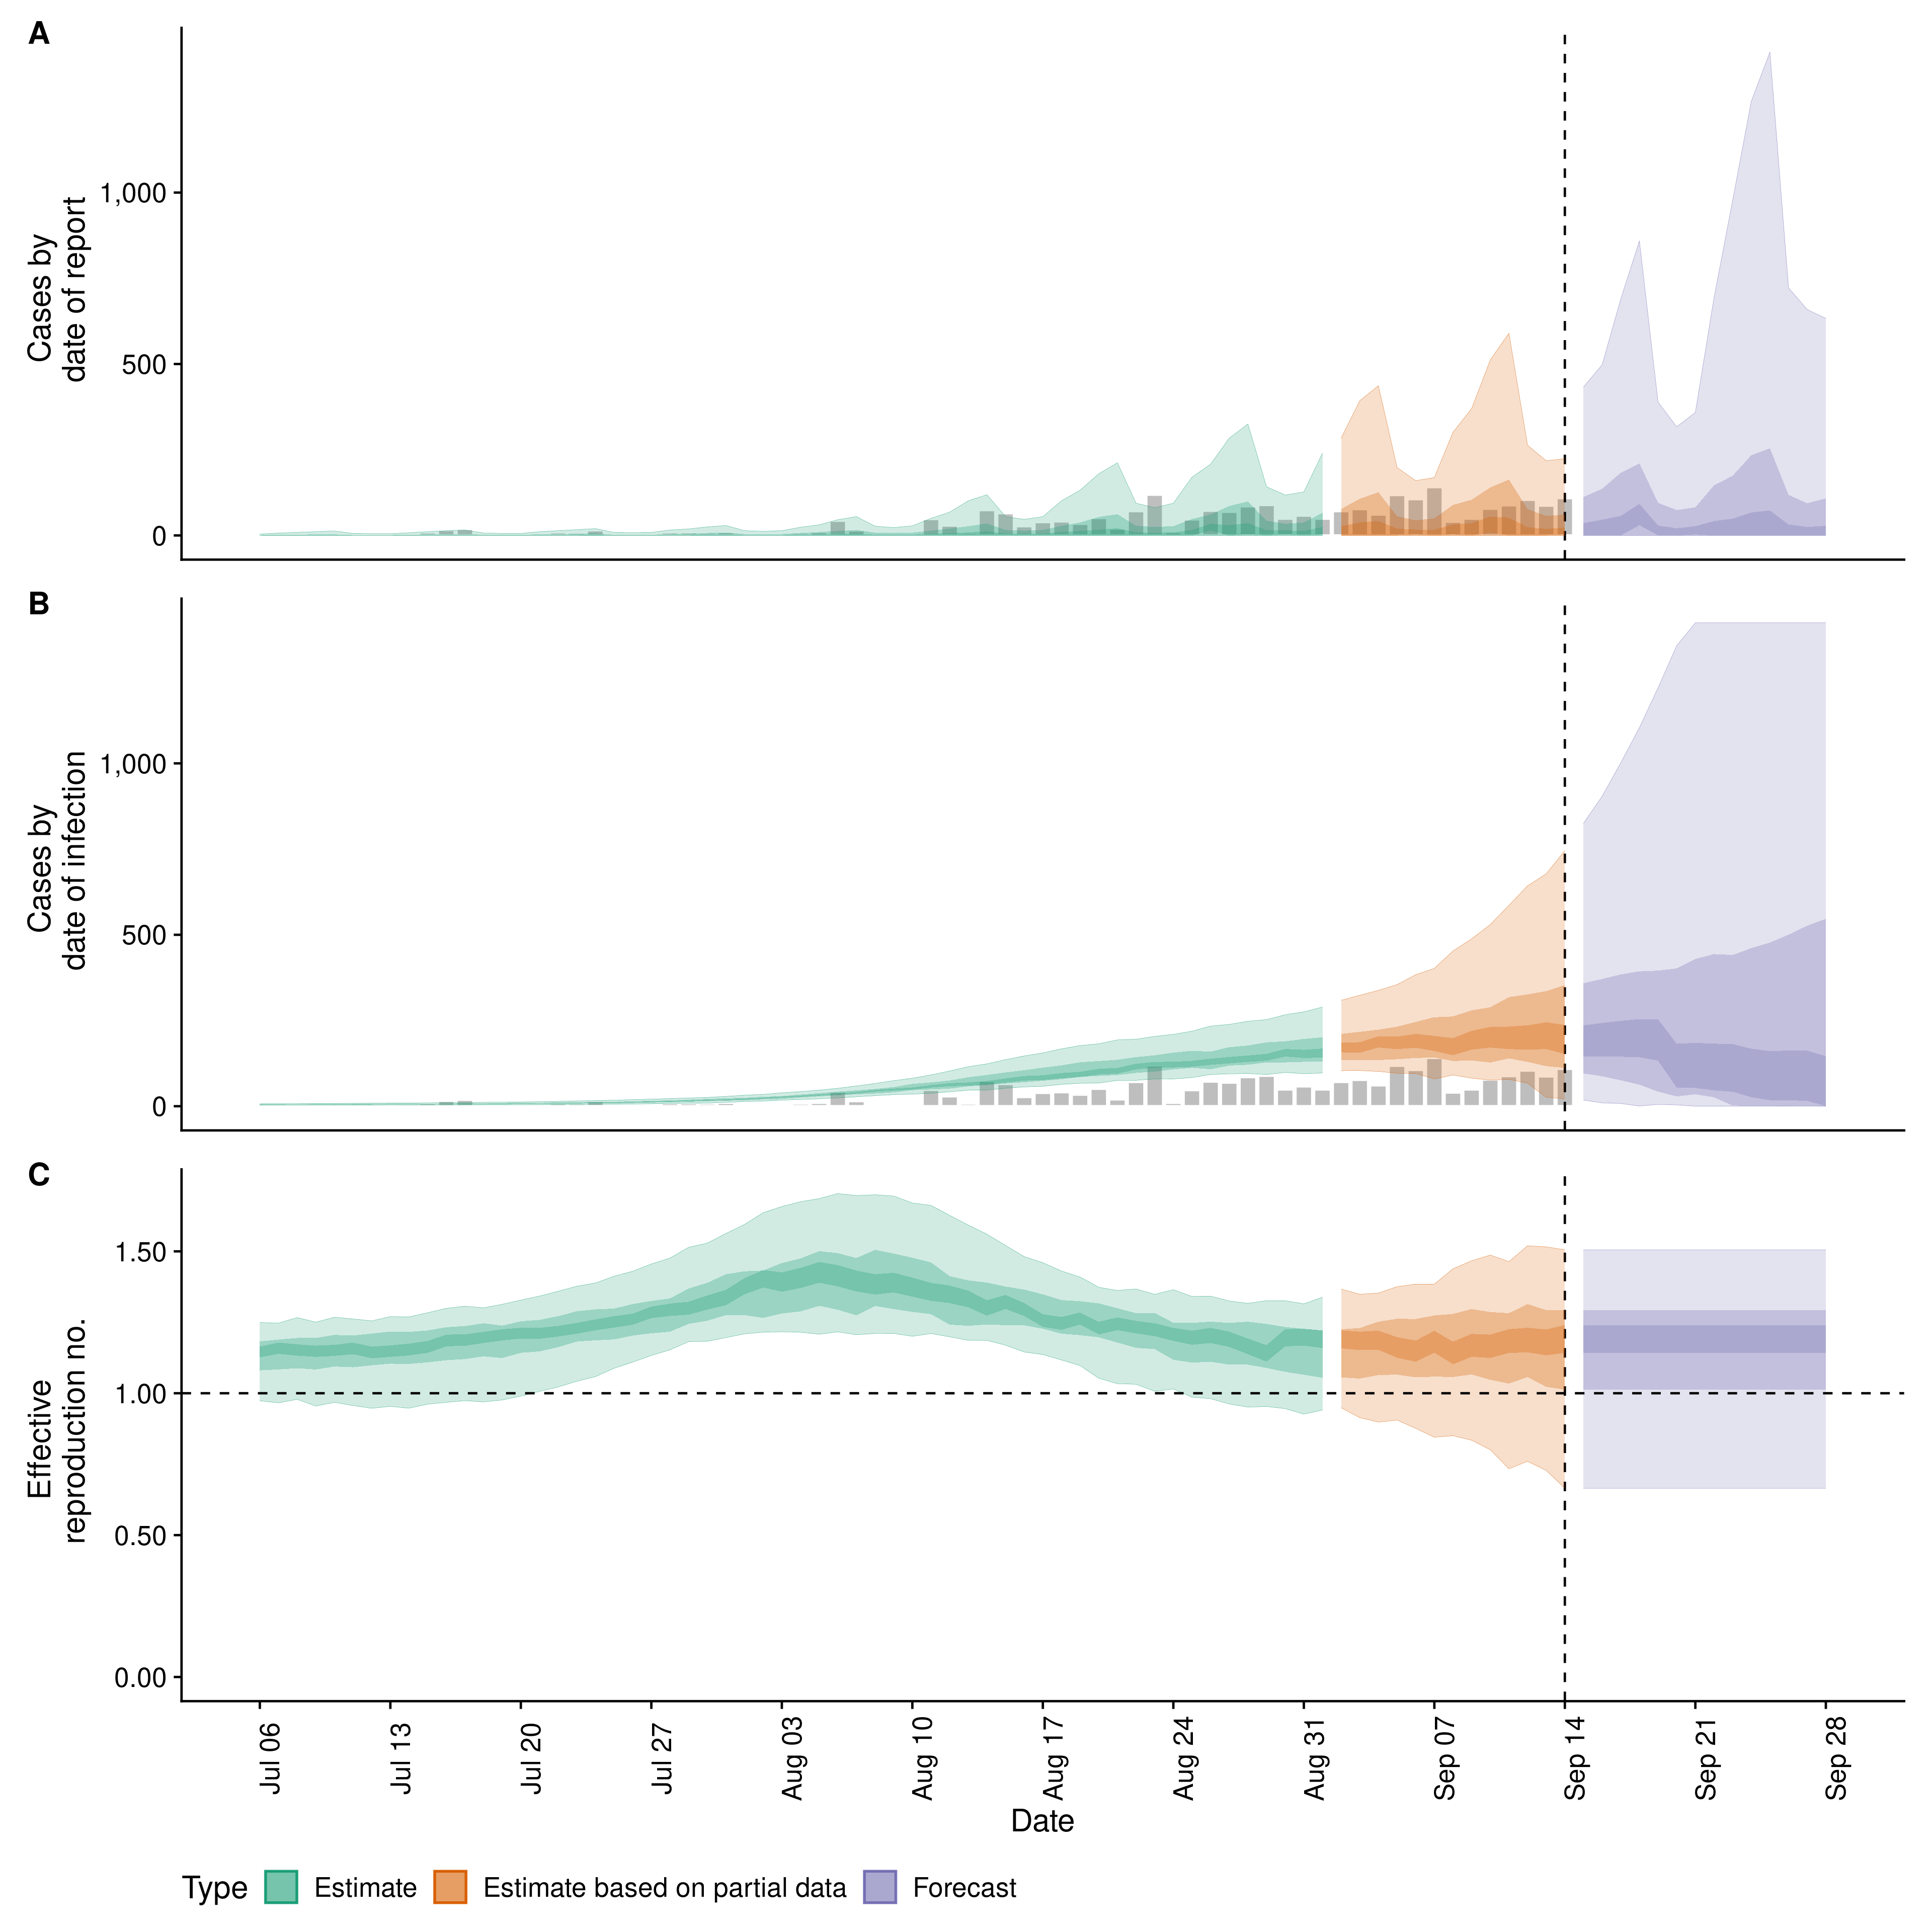 A
Cases by
date of report
1,000
500
0
B
Cases by
date of infection
1,000
500
0
C
Effective
reproduction no.
1.50
1.00
0.50
0.00
Jul 06
Jul 13
Jul 20
Jul 27
Aug 03
Aug 10
Aug 17
Aug 24
Aug 31
Sep 07
Sep 14
Sep 21
Sep 28
Date
Type Estimate Estimate based on partial data Forecast